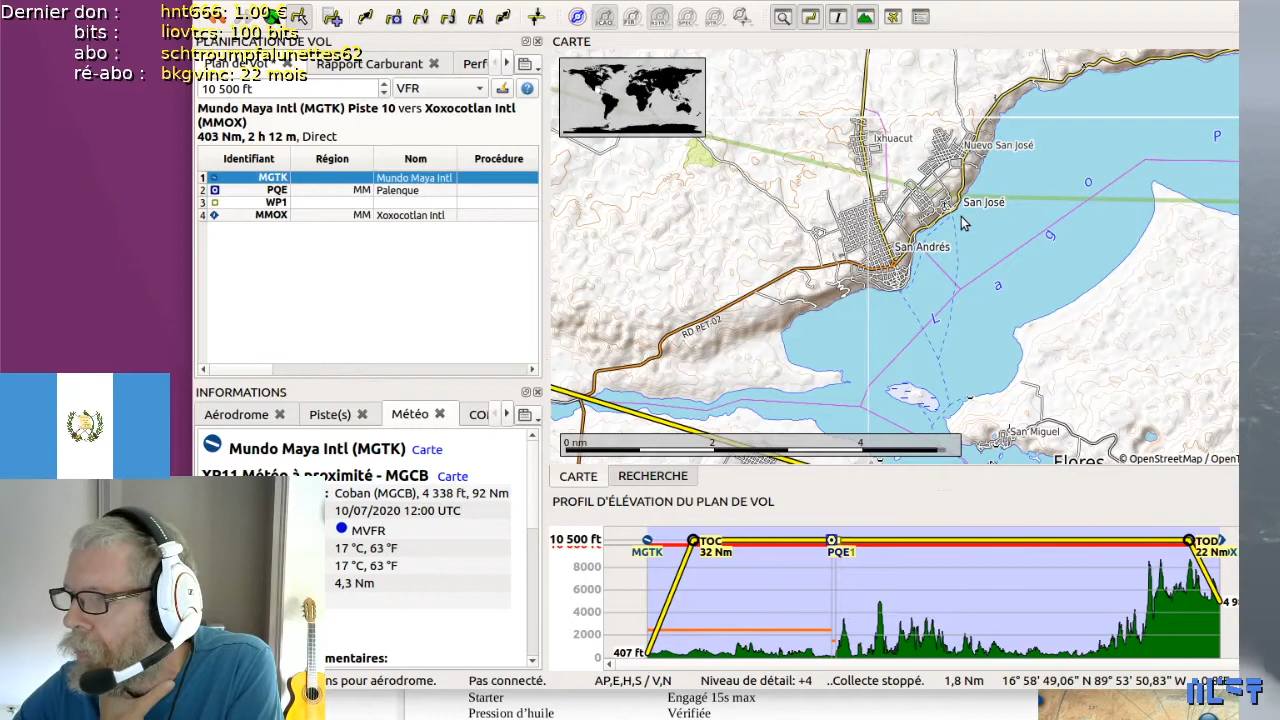 Dernier don : hnt666: 1.00 €
bits : liovtcs: 100 bits
abo : schtroumpfalunettes62
ré-abo : bkgvinc: 22 mois
PLANIFICATION DE VOL
Plan de vol Rapport Carburant Perf
10 500 ft VFR
Mundo Maya Intl (MGTK) Piste 10 vers Xoxocotlan Intl
(MMOX)
403 Nm, 2 h 12 m, Direct
Identifiant Région Nom Procédure
1 MGTK Mundo Maya Intl
2 PQE MM Palenque
3 WP1
4 MMOX MM Xoxocotlan Intl
INFORMATIONS
Aérodrome Piste(s) Météo
Mundo Maya Intl (MGTK) Carte
XP11 Météo à proximité - MGCB Carte
: Coban (MGCB), 4 338 ft, 92 Nm
10/07/2020 12:00 UTC
MVFR
17 °C, 63 °F
17 °C, 63 °F
4,3 Nm
mentaires:
CARTE
Ixhuacut
Nuevo San José
San José
San Andrés
RD PET-02
San Miguel
Flores
P
o
g
a
L
0 nm 2 4
© OpenStreetMap / OpenT
CARTE RECHERCHE
PROFIL D'ÉLÉVATION DU PLAN DE VOL
10 500 ft
8000
6000
4000
2000
0
407 ft
MGTK
TOC
32 Nm
PQE
TOD
22 Nm
ns pour aérodrome. Pas connecté. AP,E,H,S / V,N Niveau de détail: +4 ..Collecte stoppé. 1,8 Nm 16° 58' 49,06" N 89° 53' 50,83" W
Starter Engagé 15s max
Pression d'huile Vérifiée